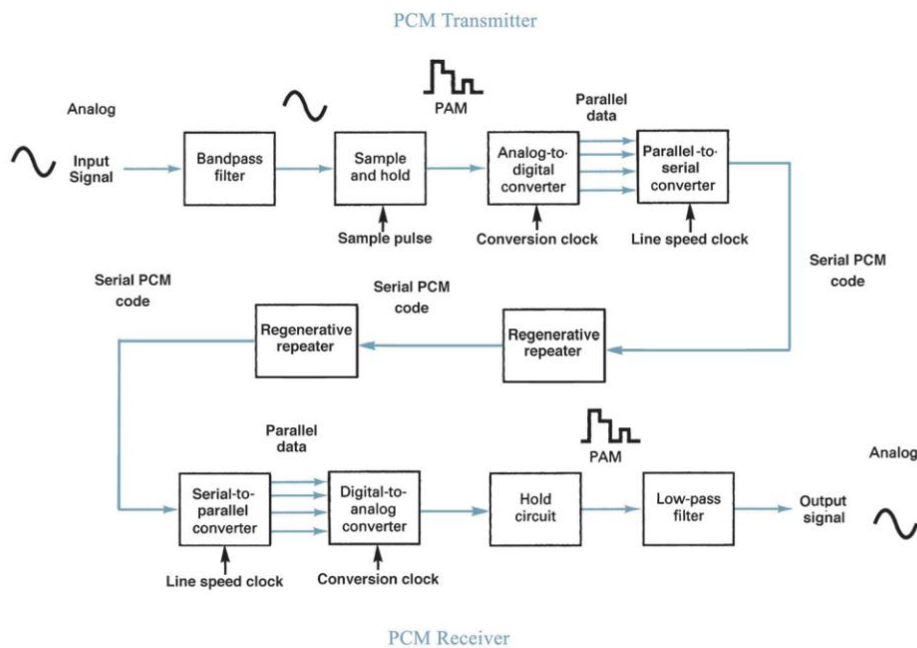 PCM Transmitter
PAM
Analog
Input
Signal
Bandpass
filter
Sample
and hold
Sample pulse
Analog-to-
digital
converter
Conversion clock
Parallel
data
Parallel-to-
serial
converter
Line speed clock
Serial PCM
code
Regenerative
repeater
Serial PCM
code
Regenerative
repeater
Serial PCM
code
Serial-to-
parallel
converter
Line speed clock
Parallel
data
Digital-to-
analog
converter
Conversion clock
Hold
circuit
PAM
Low-pass
filter
Analog
Output
signal
PCM Receiver